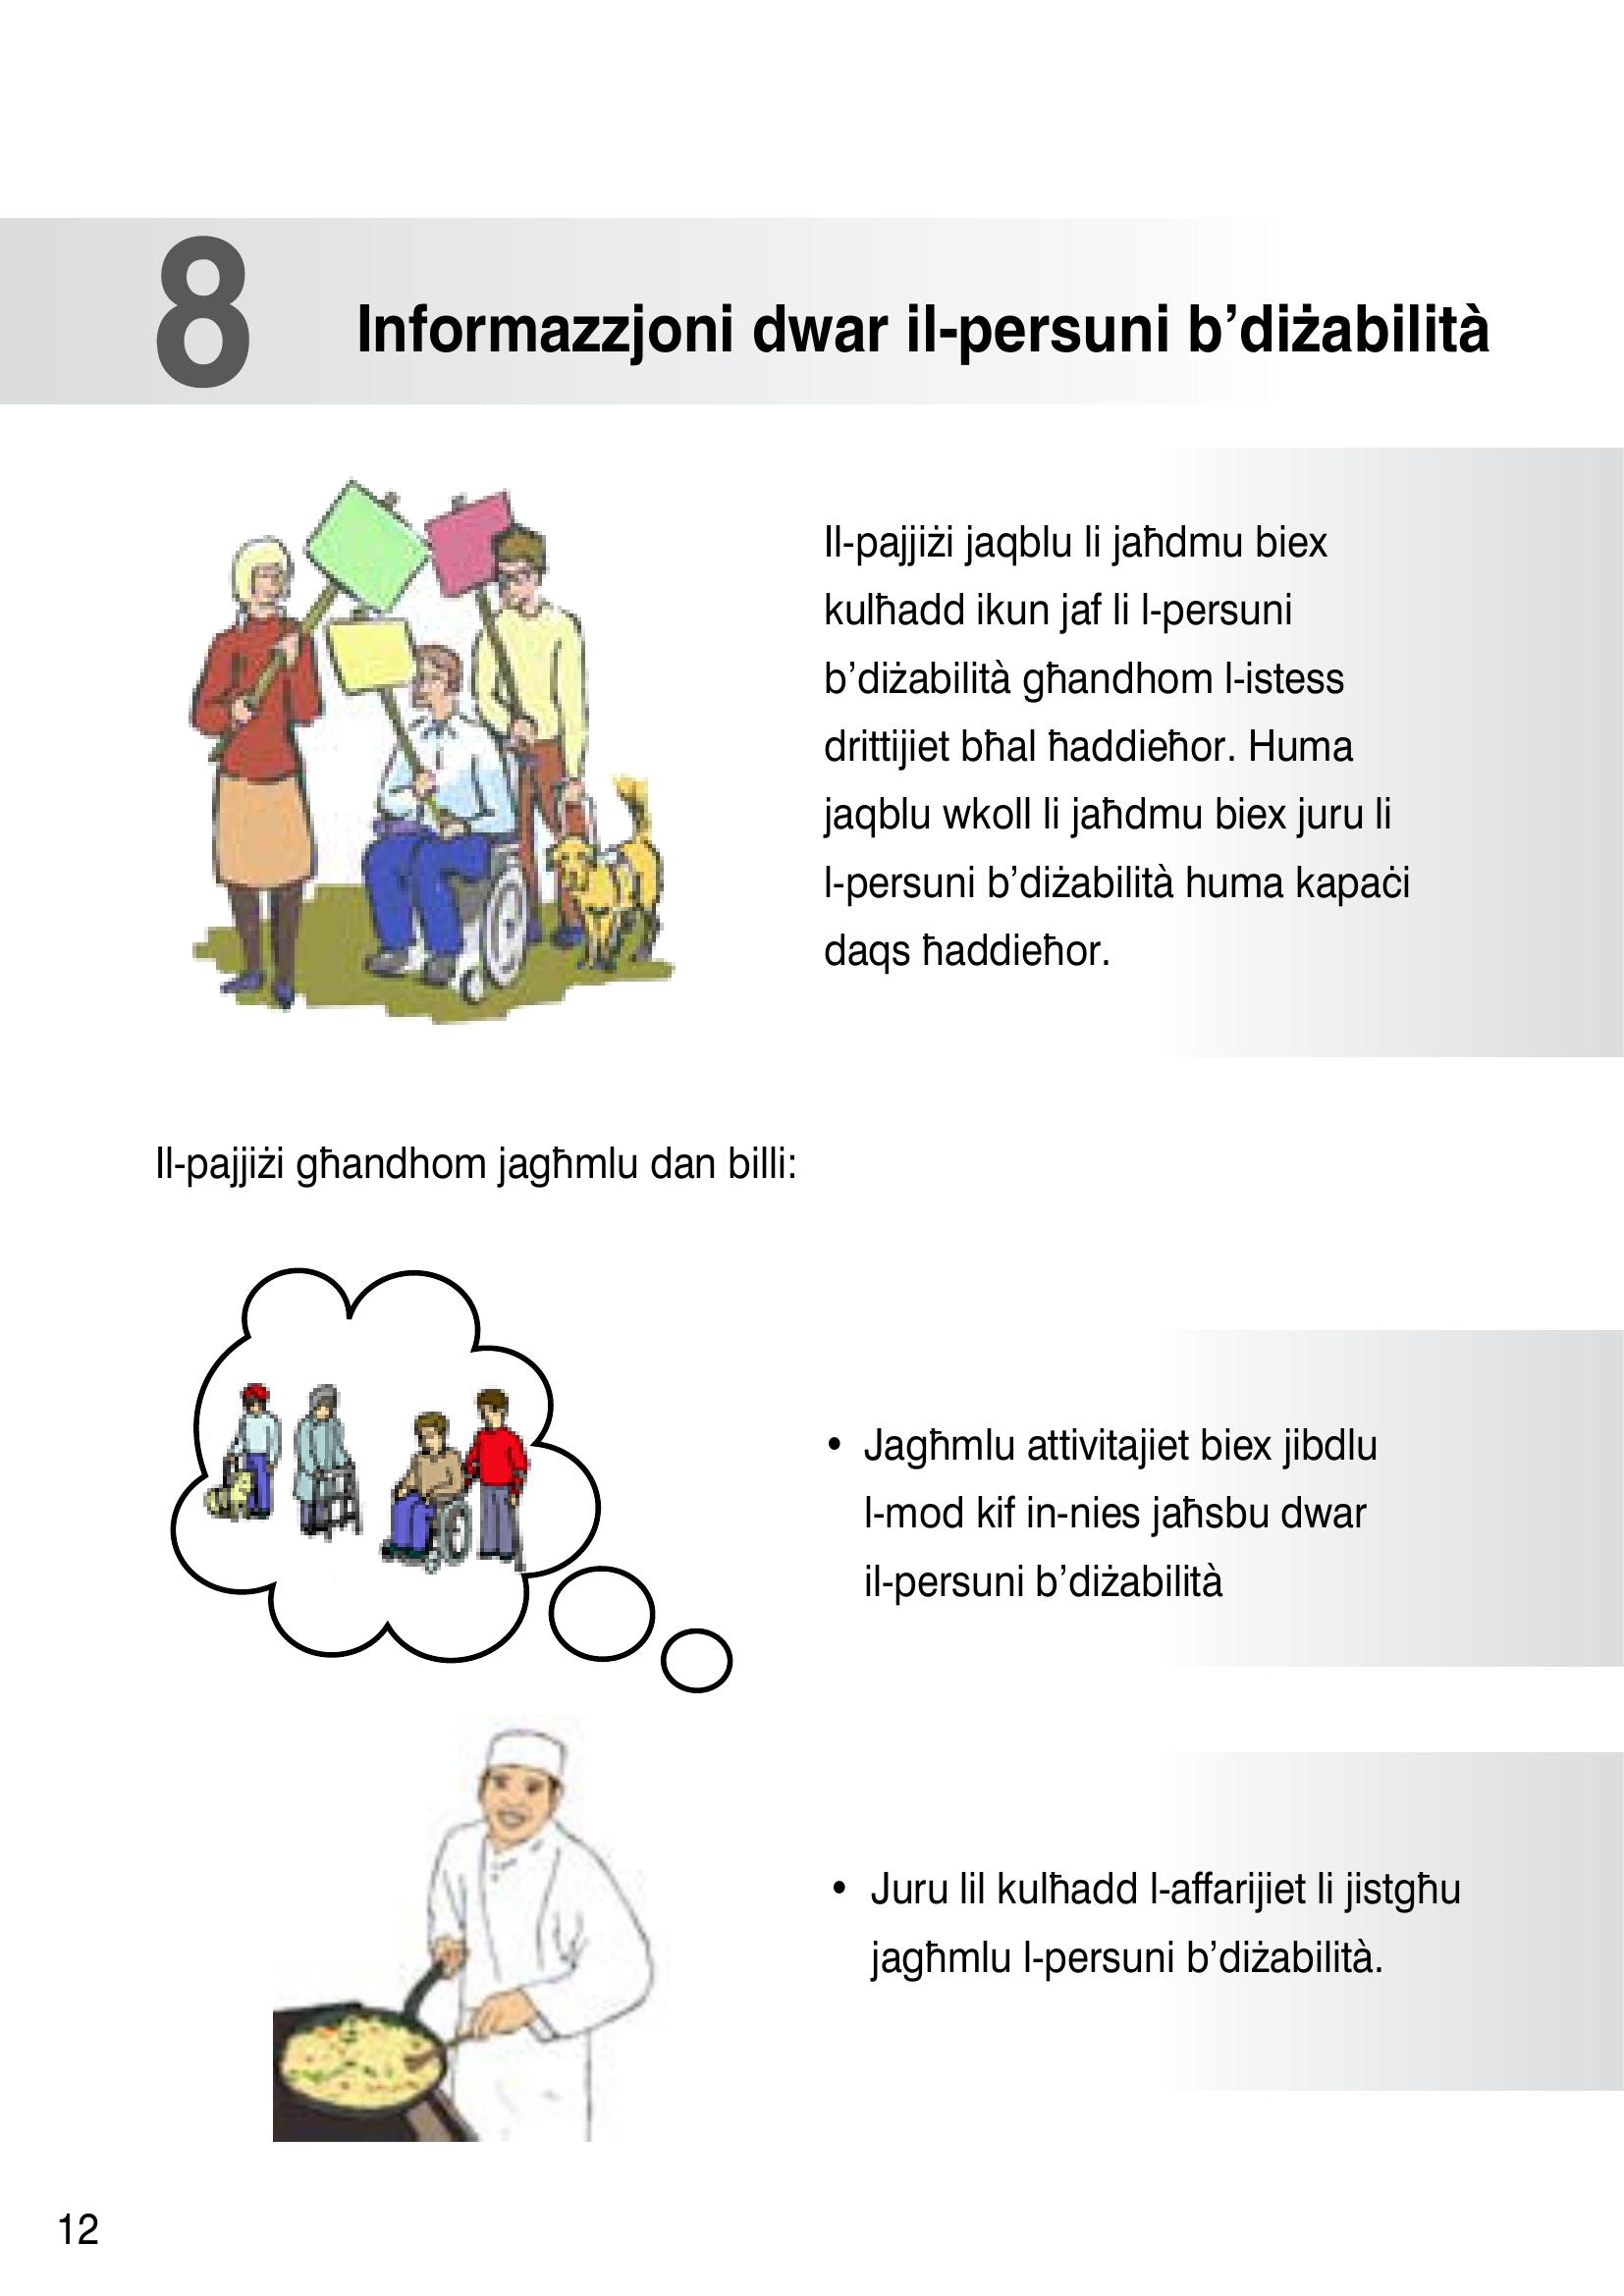 8
Informazzjoni dwar il-persuni b’diżabilità
Il-pajjiżi jaqblu li jaħdmu biex
kulħadd ikun jaf li l-persuni
b’diżabilità għandhom l-istess
drittijiet bħal ħaddieħor. Huma
jaqblu wkoll li jaħdmu biex juru li
l-persuni b’diżabilità huma kapaċi
daqs ħaddieħor.
Il-pajjiżi għandhom jagħmlu dan billi:
• Jagħmlu attivitajiet biex jibdlu
l-mod kif in-nies jaħsbu dwar
il-persuni b’diżabilità
• Juru lil kulħadd l-affarijiet li jistgħu
jagħmlu l-persuni b’diżabilità.
12